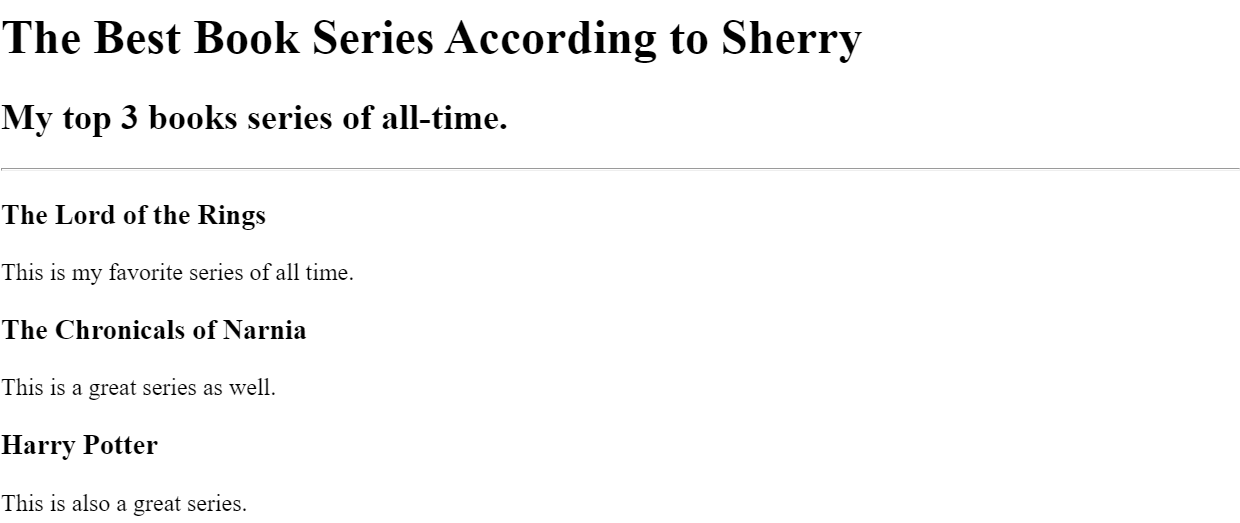 The Best Book Series According to Sherry
My top 3 books series of all-time.
The Lord of the Rings
This is my favorite series of all time.
The Chronicals of Narnia
This is a great series as well.
Harry Potter
This is also a great series.